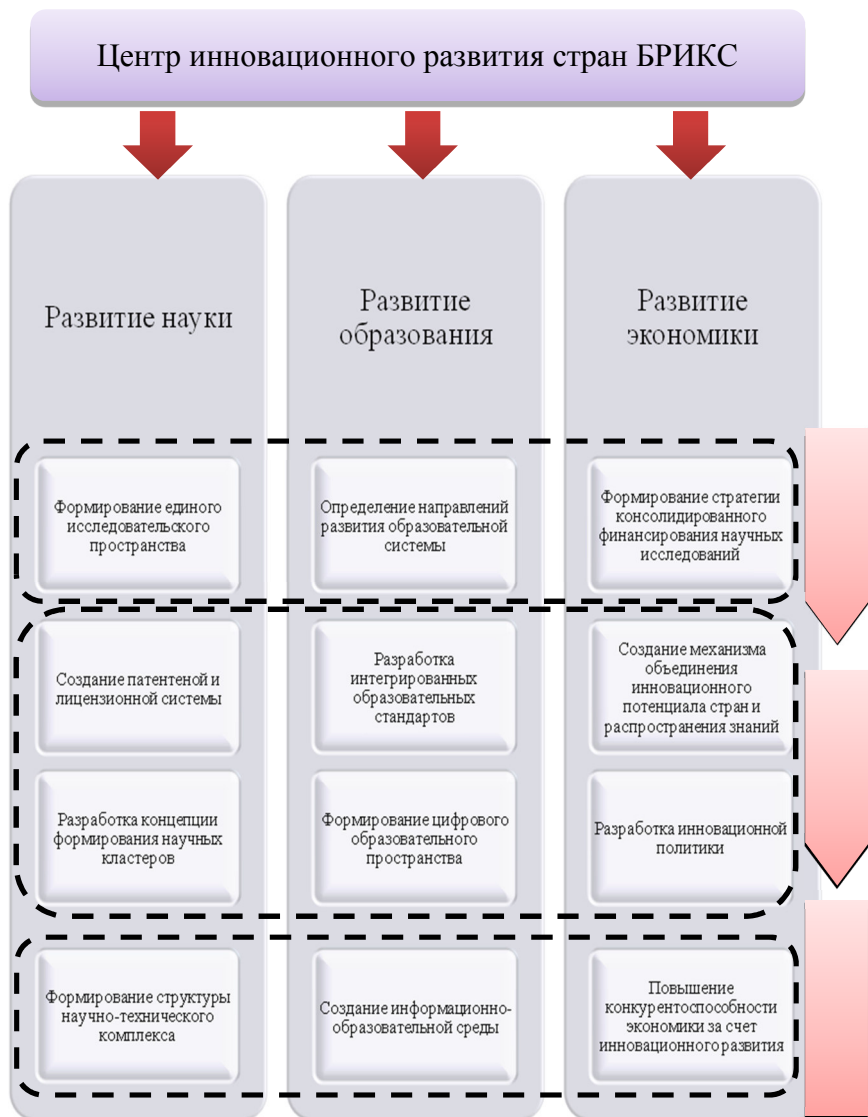 Центр инновационного развития стран БРИКС
Развитие науки
Развитие
образования
Развитие
экономики
Формирование единого
исследовательского
пространства
Определение направлений
развития образовательной
системы
Формирование стратегии
консолидированного
финансирования научных
исследований
Создание патентеной и
лицензионной системы
Разработка
интегрированных
образовательных
стандартов
Создание механизма
объединения
инновационного
потенциала стран и
распространения знаний
Разработка концепции
формирования научных
кластеров
Формирование цифрового
образовательного
пространства
Разработка инновационной
политики
Формирование структуры
научно-технического
комплекса
Создание информационно-
образовательной среды
Повышение
конкурентоспособности
экономики за счет
инновационного развития